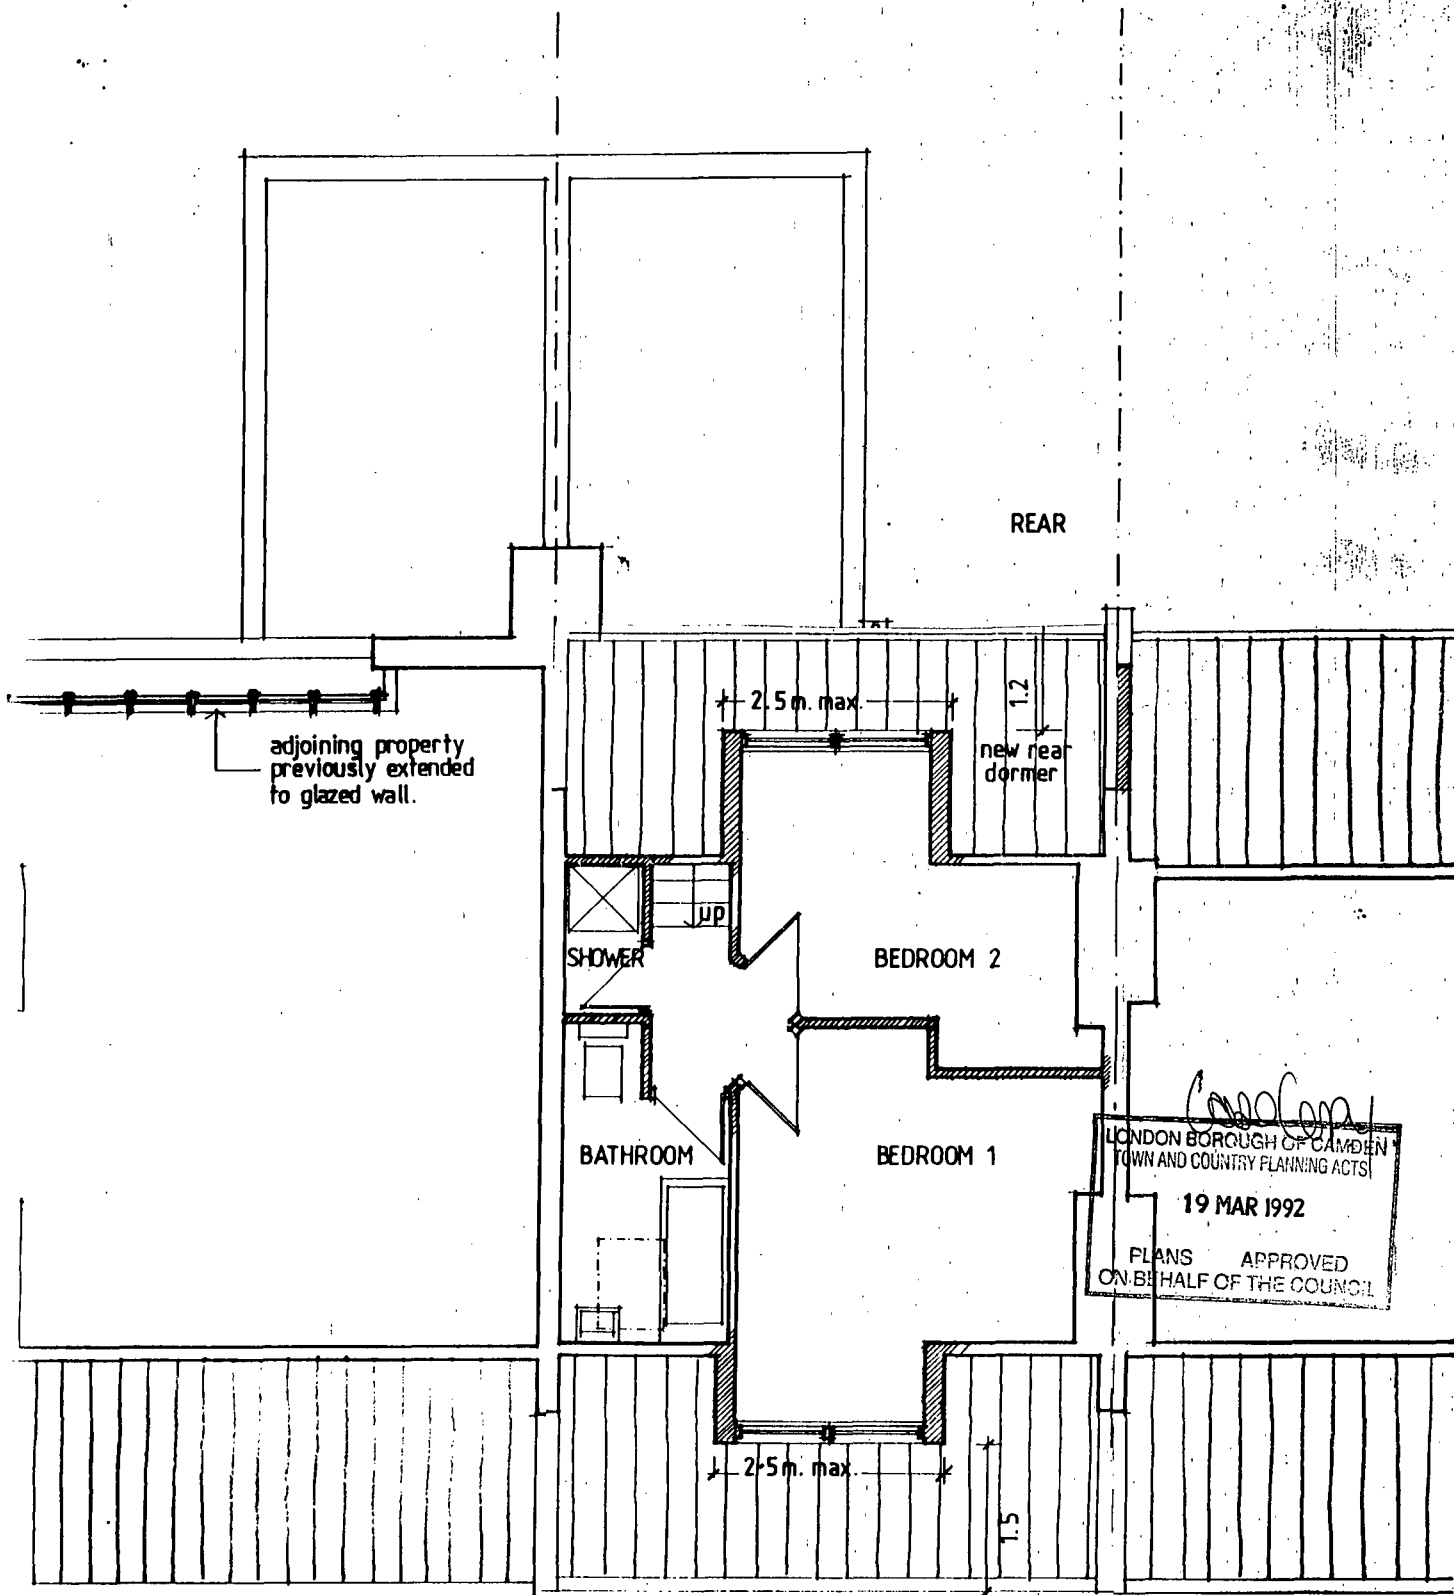 REAR
2.5m. max.
1.2
new rear
dormer
adjoining property
previously extended
to glazed wall.
up
SHOWER
BEDROOM 2
BATHROOM
BEDROOM 1
LONDON BOROUGH OF CAMDEN
TOWN AND COUNTRY PLANNING ACTS
19 MAR 1992
PLANS APPROVED
ON BEHALF OF THE COUNCIL
2.5m. max.
1.5